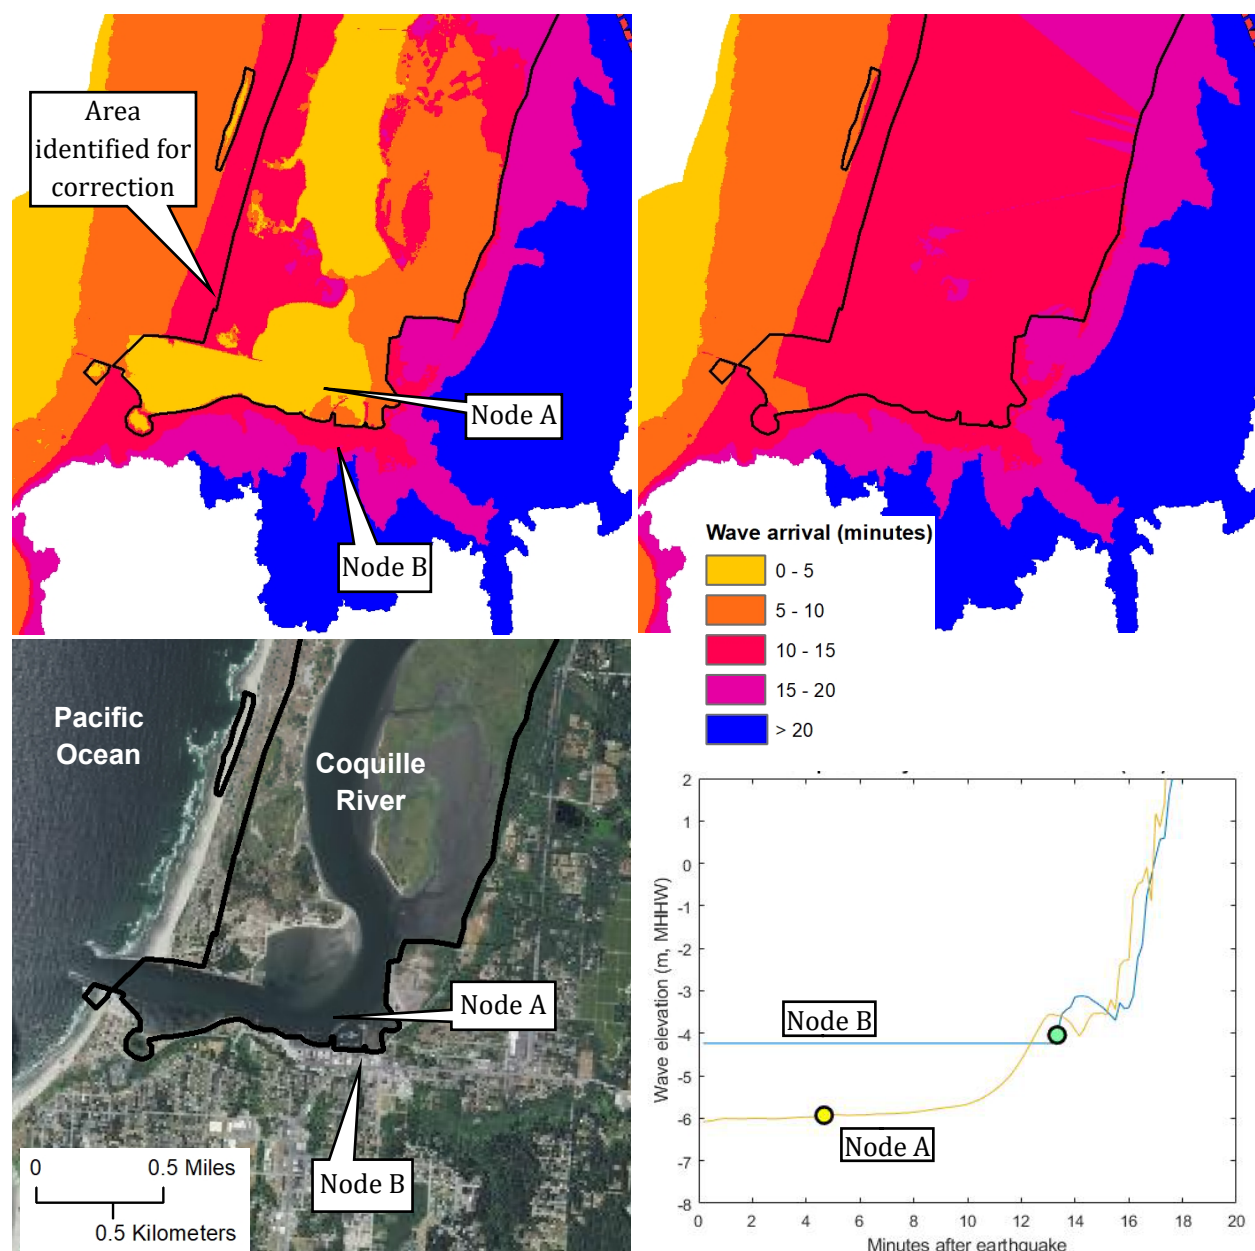 Area
identified for
correction
Node A
Node B
Wave arrival (minutes)
0 - 5
5 - 10
10 - 15
15 - 20
> 20
Pacific
Ocean
Coquille
River
Node A
Node B
0 0.5 Miles
0.5 Kilometers
Wave elevation (m, MHHW)
2
1
0
-1
-2
-3
-4
-5
-6
-7
-8
Node B
Node A
0 2 4 6 8 10 12 14 16 18 20
Minutes after earthquake